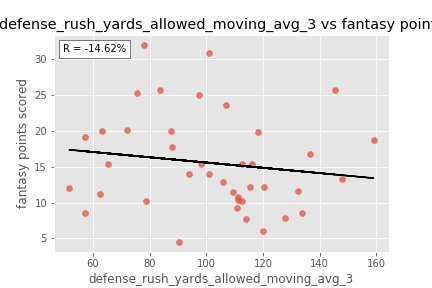 defense_rush_yards_allowed_moving_avg_3 vs fantasy point
R = -14.62%
fantasy points scored
30
25
20
15
10
5
60 80 100 120 140 160
defense_rush_yards_allowed_moving_avg_3